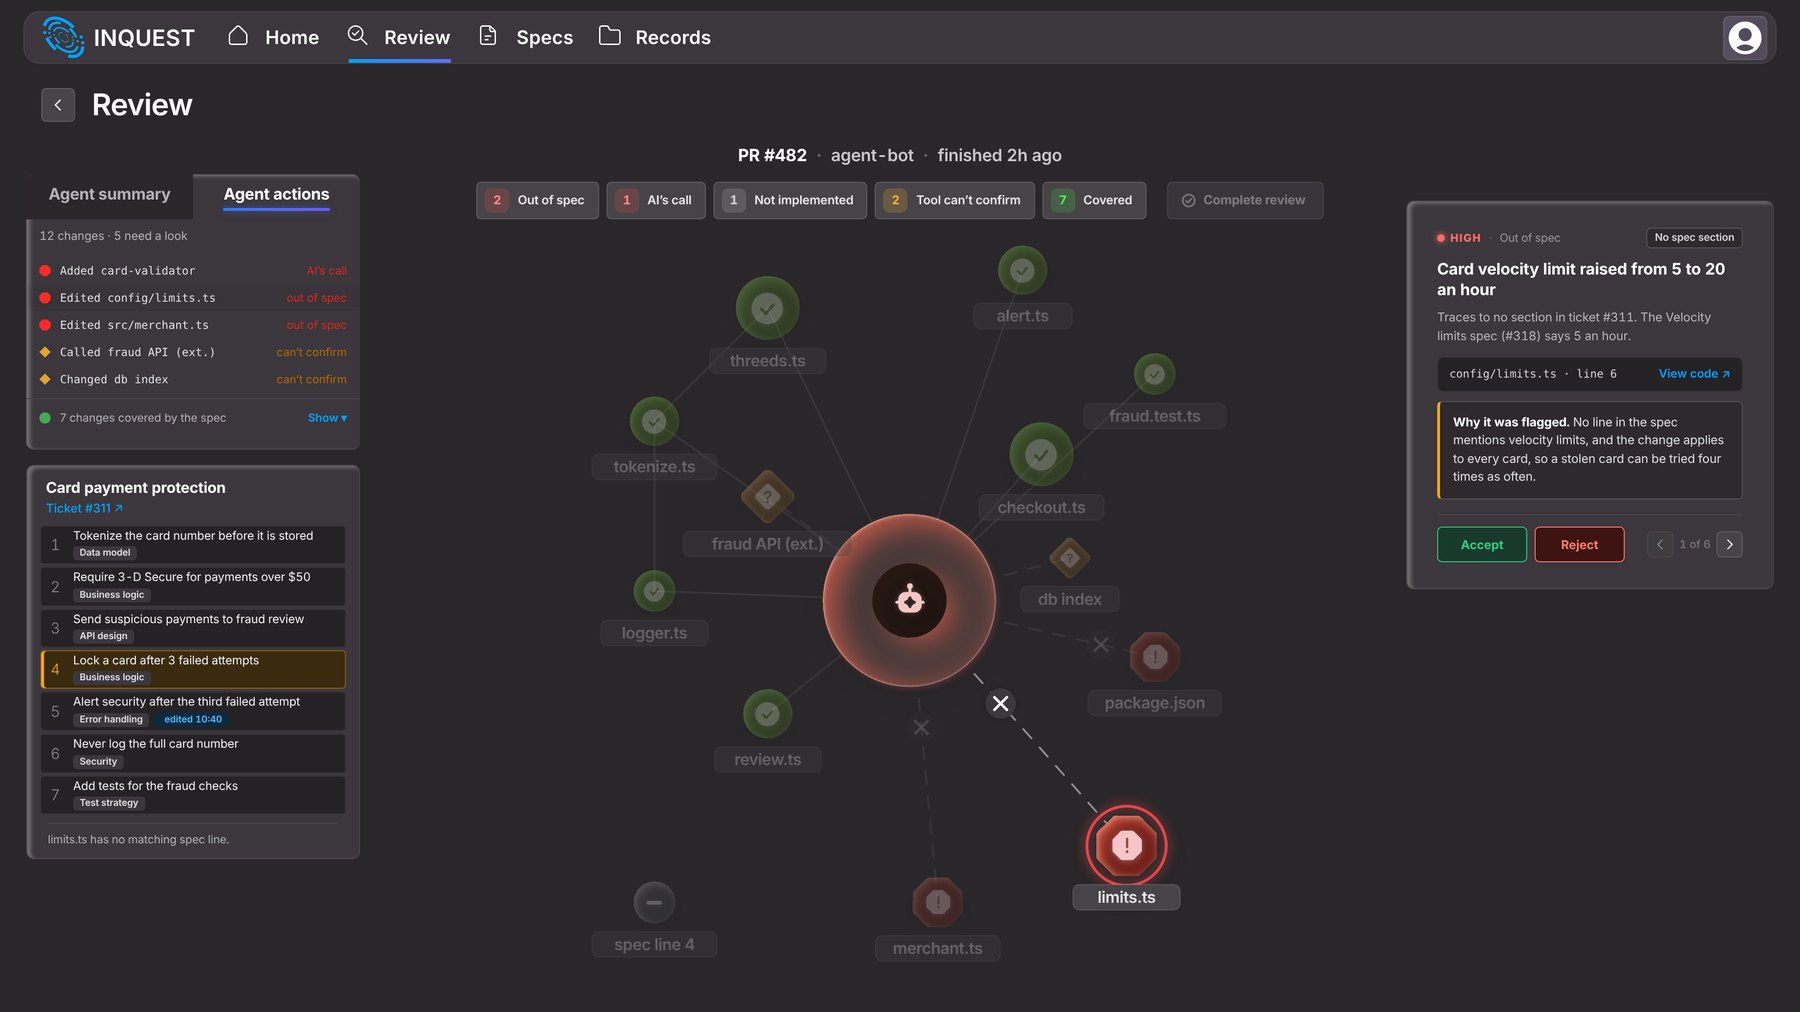 INQUEST
Home
Review
Specs
Records
Review
PR #482 · agent-bot · finished 2h ago
2 Out of spec
1 AI's call
1 Not implemented
2 Tool can't confirm
7 Covered
Complete review
Agent summary
Agent actions
12 changes · 5 need a look
Added card-validator AI's call
Edited config/limits.ts out of spec
Edited src/merchant.ts out of spec
Called fraud API (ext.) can't confirm
Changed db index can't confirm
7 changes covered by the spec Show ▾
Card payment protection
Ticket #311 ↗
1 Tokenize the card number before it is stored
Data model
2 Require 3-D Secure for payments over $50
Business logic
3 Send suspicious payments to fraud review
API design
4 Lock a card after 3 failed attempts
Business logic
5 Alert security after the third failed attempt
Error handling edited 10:40
6 Never log the full card number
Security
7 Add tests for the fraud checks
Test strategy
limits.ts has no matching spec line.
alert.ts
threeds.ts
fraud.test.ts
tokenize.ts
checkout.ts
fraud API (ext.)
db index
logger.ts
package.json
review.ts
limits.ts
spec line 4
merchant.ts
HIGH · Out of spec
No spec section
Card velocity limit raised from 5 to 20
an hour
Traces to no section in ticket #311. The Velocity
limits spec (#318) says 5 an hour.
config/limits.ts · line 6 View code ↗
Why it was flagged. No line in the spec
mentions velocity limits, and the change applies
to every card, so a stolen card can be tried four
times as often.
Accept
Reject
1 of 6